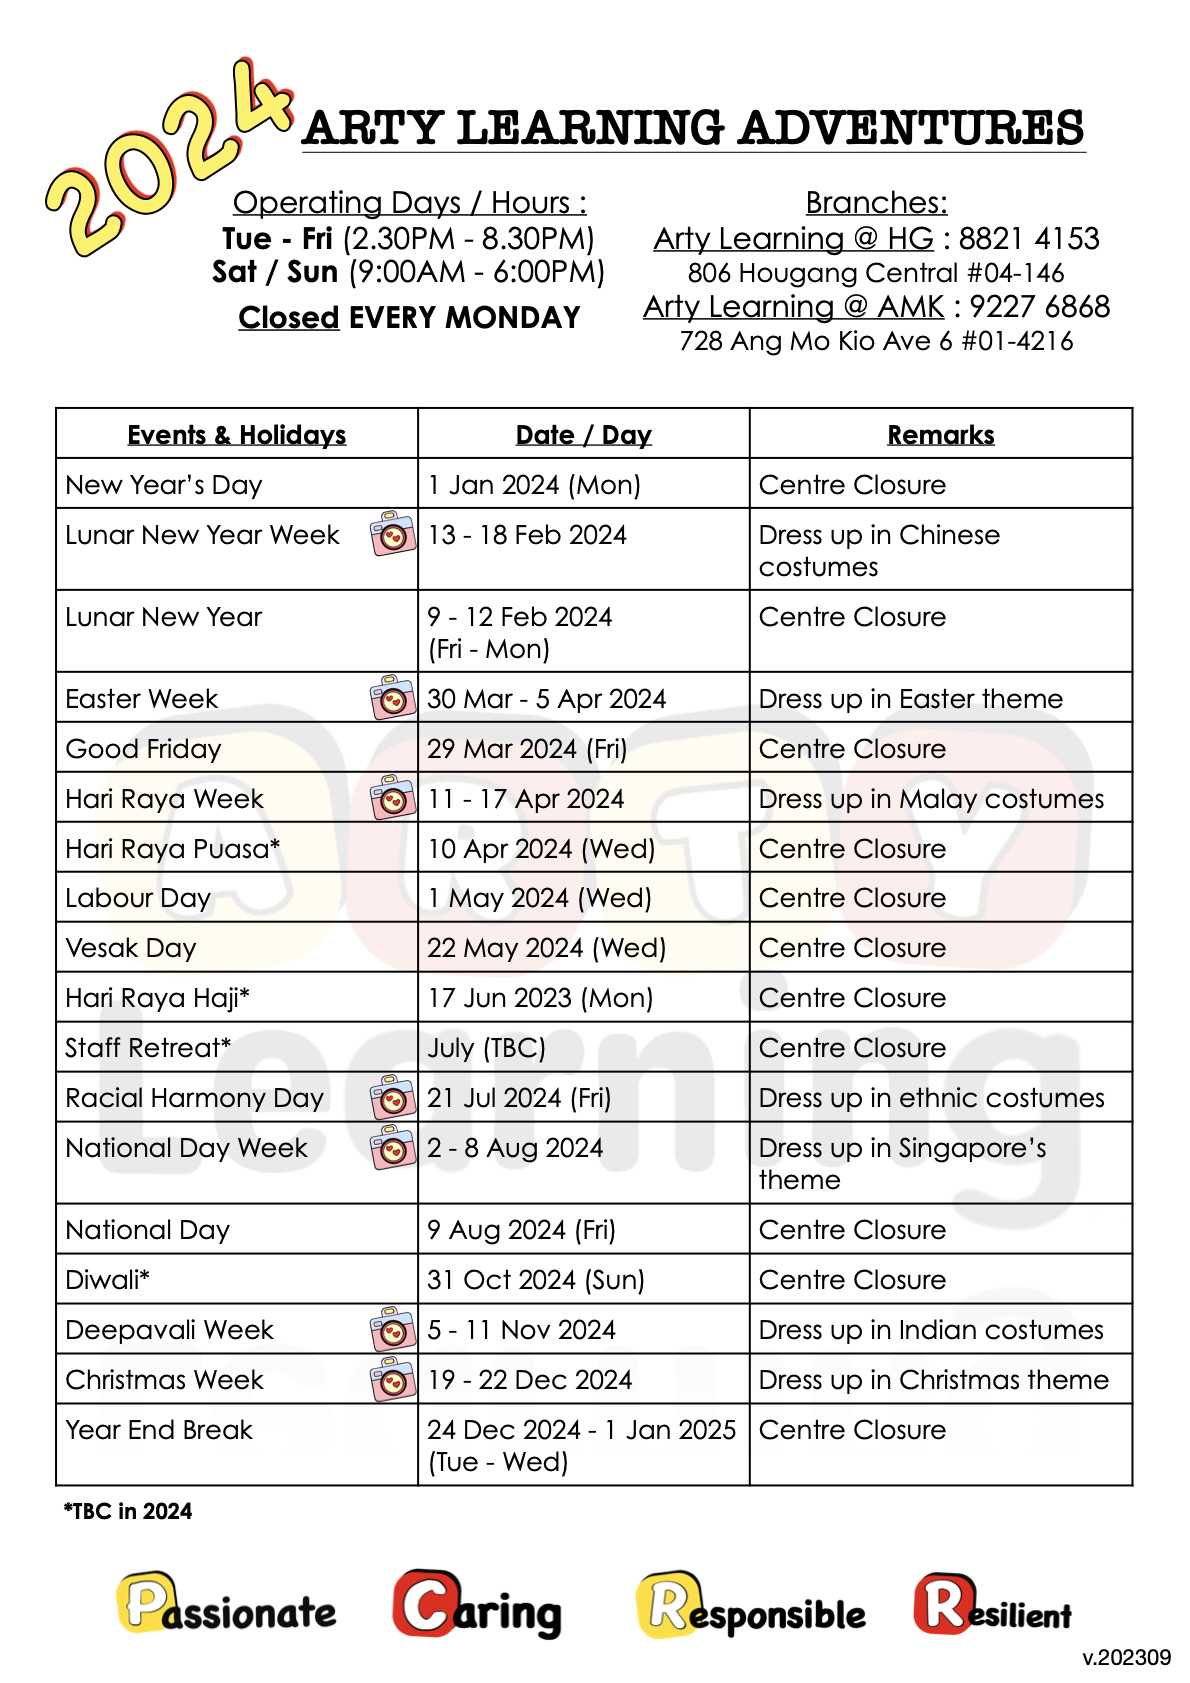 2024
ARTY LEARNING ADVENTURES
Operating Days / Hours :
Tue - Fri (2.30PM - 8.30PM)
Sat / Sun (9:00AM - 6:00PM)
Closed EVERY MONDAY
Branches:
Arty Learning @ HG : 8821 4153
806 Hougang Central #04-146
Arty Learning @ AMK : 9227 6868
728 Ang Mo Kio Ave 6 #01-4216
Events & Holidays Date / Day Remarks
New Year’s Day 1 Jan 2024 (Mon) Centre Closure
Lunar New Year Week 13 - 18 Feb 2024 Dress up in Chinese
costumes
Lunar New Year 9 - 12 Feb 2024 Centre Closure
(Fri - Mon)
Easter Week 30 Mar - 5 Apr 2024 Dress up in Easter theme
Good Friday 29 Mar 2024 (Fri) Centre Closure
Hari Raya Week 11 - 17 Apr 2024 Dress up in Malay costumes
Hari Raya Puasa* 10 Apr 2024 (Wed) Centre Closure
Labour Day 1 May 2024 (Wed) Centre Closure
Vesak Day 22 May 2024 (Wed) Centre Closure
Hari Raya Haji* 17 Jun 2023 (Mon) Centre Closure
Staff Retreat* July (TBC) Centre Closure
Racial Harmony Day 21 Jul 2024 (Fri) Dress up in ethnic costumes
National Day Week 2 - 8 Aug 2024 Dress up in Singapore’s
theme
National Day 9 Aug 2024 (Fri) Centre Closure
Diwali* 31 Oct 2024 (Sun) Centre Closure
Deepavali Week 5 - 11 Nov 2024 Dress up in Indian costumes
Christmas Week 19 - 22 Dec 2024 Dress up in Christmas theme
Year End Break 24 Dec 2024 - 1 Jan 2025 Centre Closure
(Tue - Wed)
ARTY
Learning
*TBC in 2024
Passionate Caring Responsible Resilient
v.202309